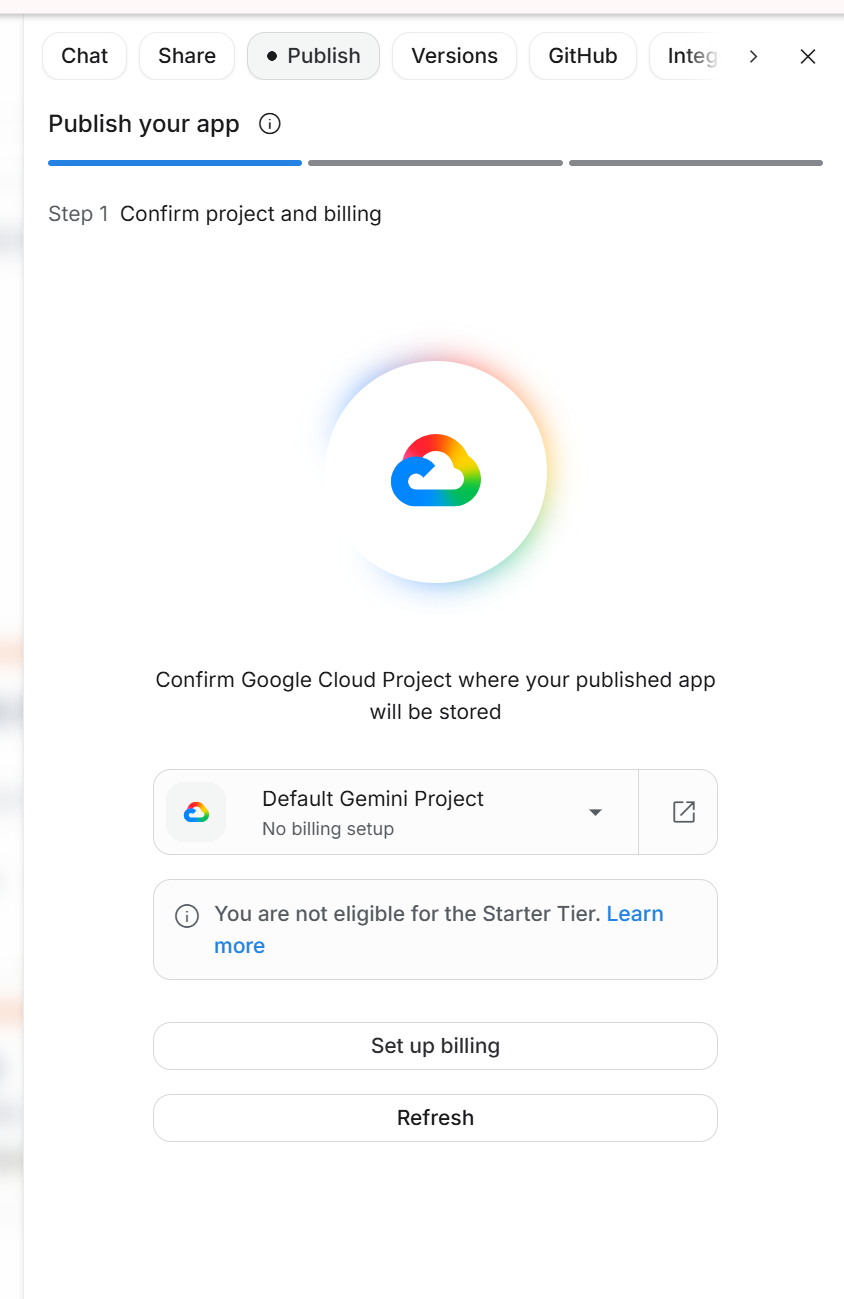 Chat Share Publish Versions GitHub Integ
Publish your app
Step 1 Confirm project and billing
Confirm Google Cloud Project where your published app
will be stored
Default Gemini Project
No billing setup
You are not eligible for the Starter Tier. Learn
more
Set up billing
Refresh